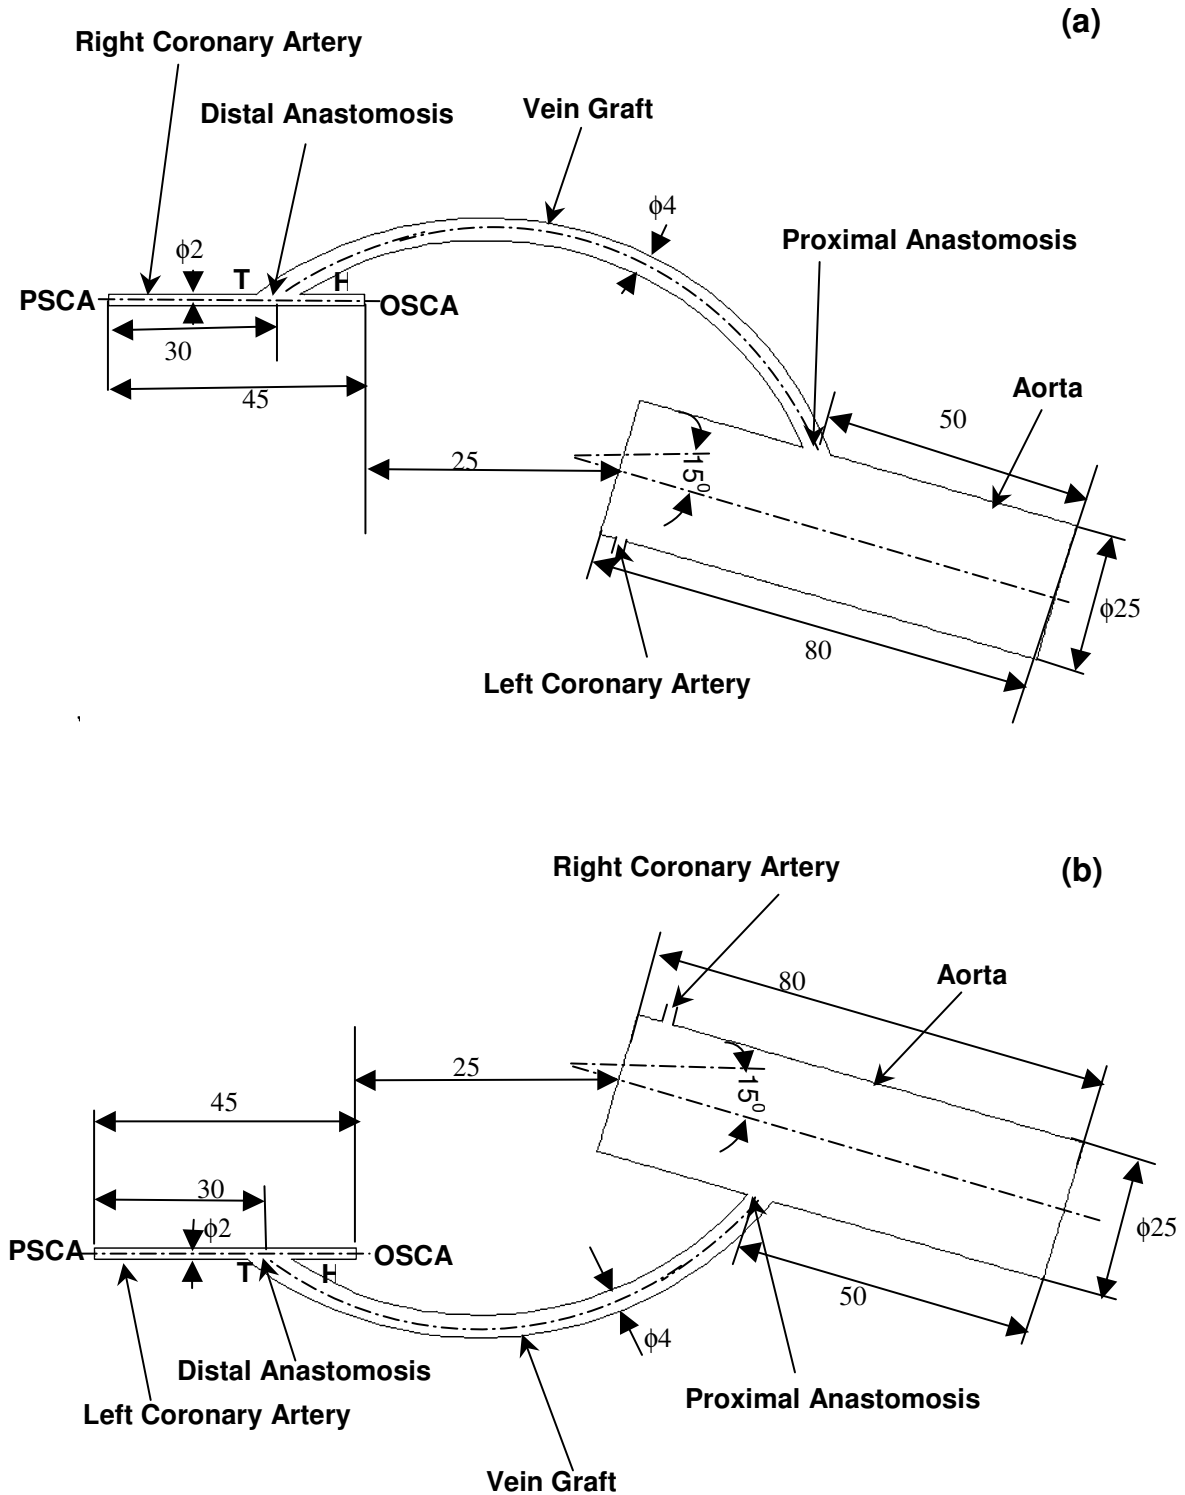 (a)
Right Coronary Artery
Distal Anastomosis
Vein Graft
ϕ4
Proximal Anastomosis
ϕ2
T
H
PSCA
OSCA
30
45
Aorta
50
25
15⁰
ϕ25
80
Left Coronary Artery
(b)
Right Coronary Artery
80
Aorta
25
15⁰
45
30
ϕ2
PSCA
OSCA
T
H
ϕ25
50
ϕ4
Distal Anastomosis
Proximal Anastomosis
Left Coronary Artery
Vein Graft